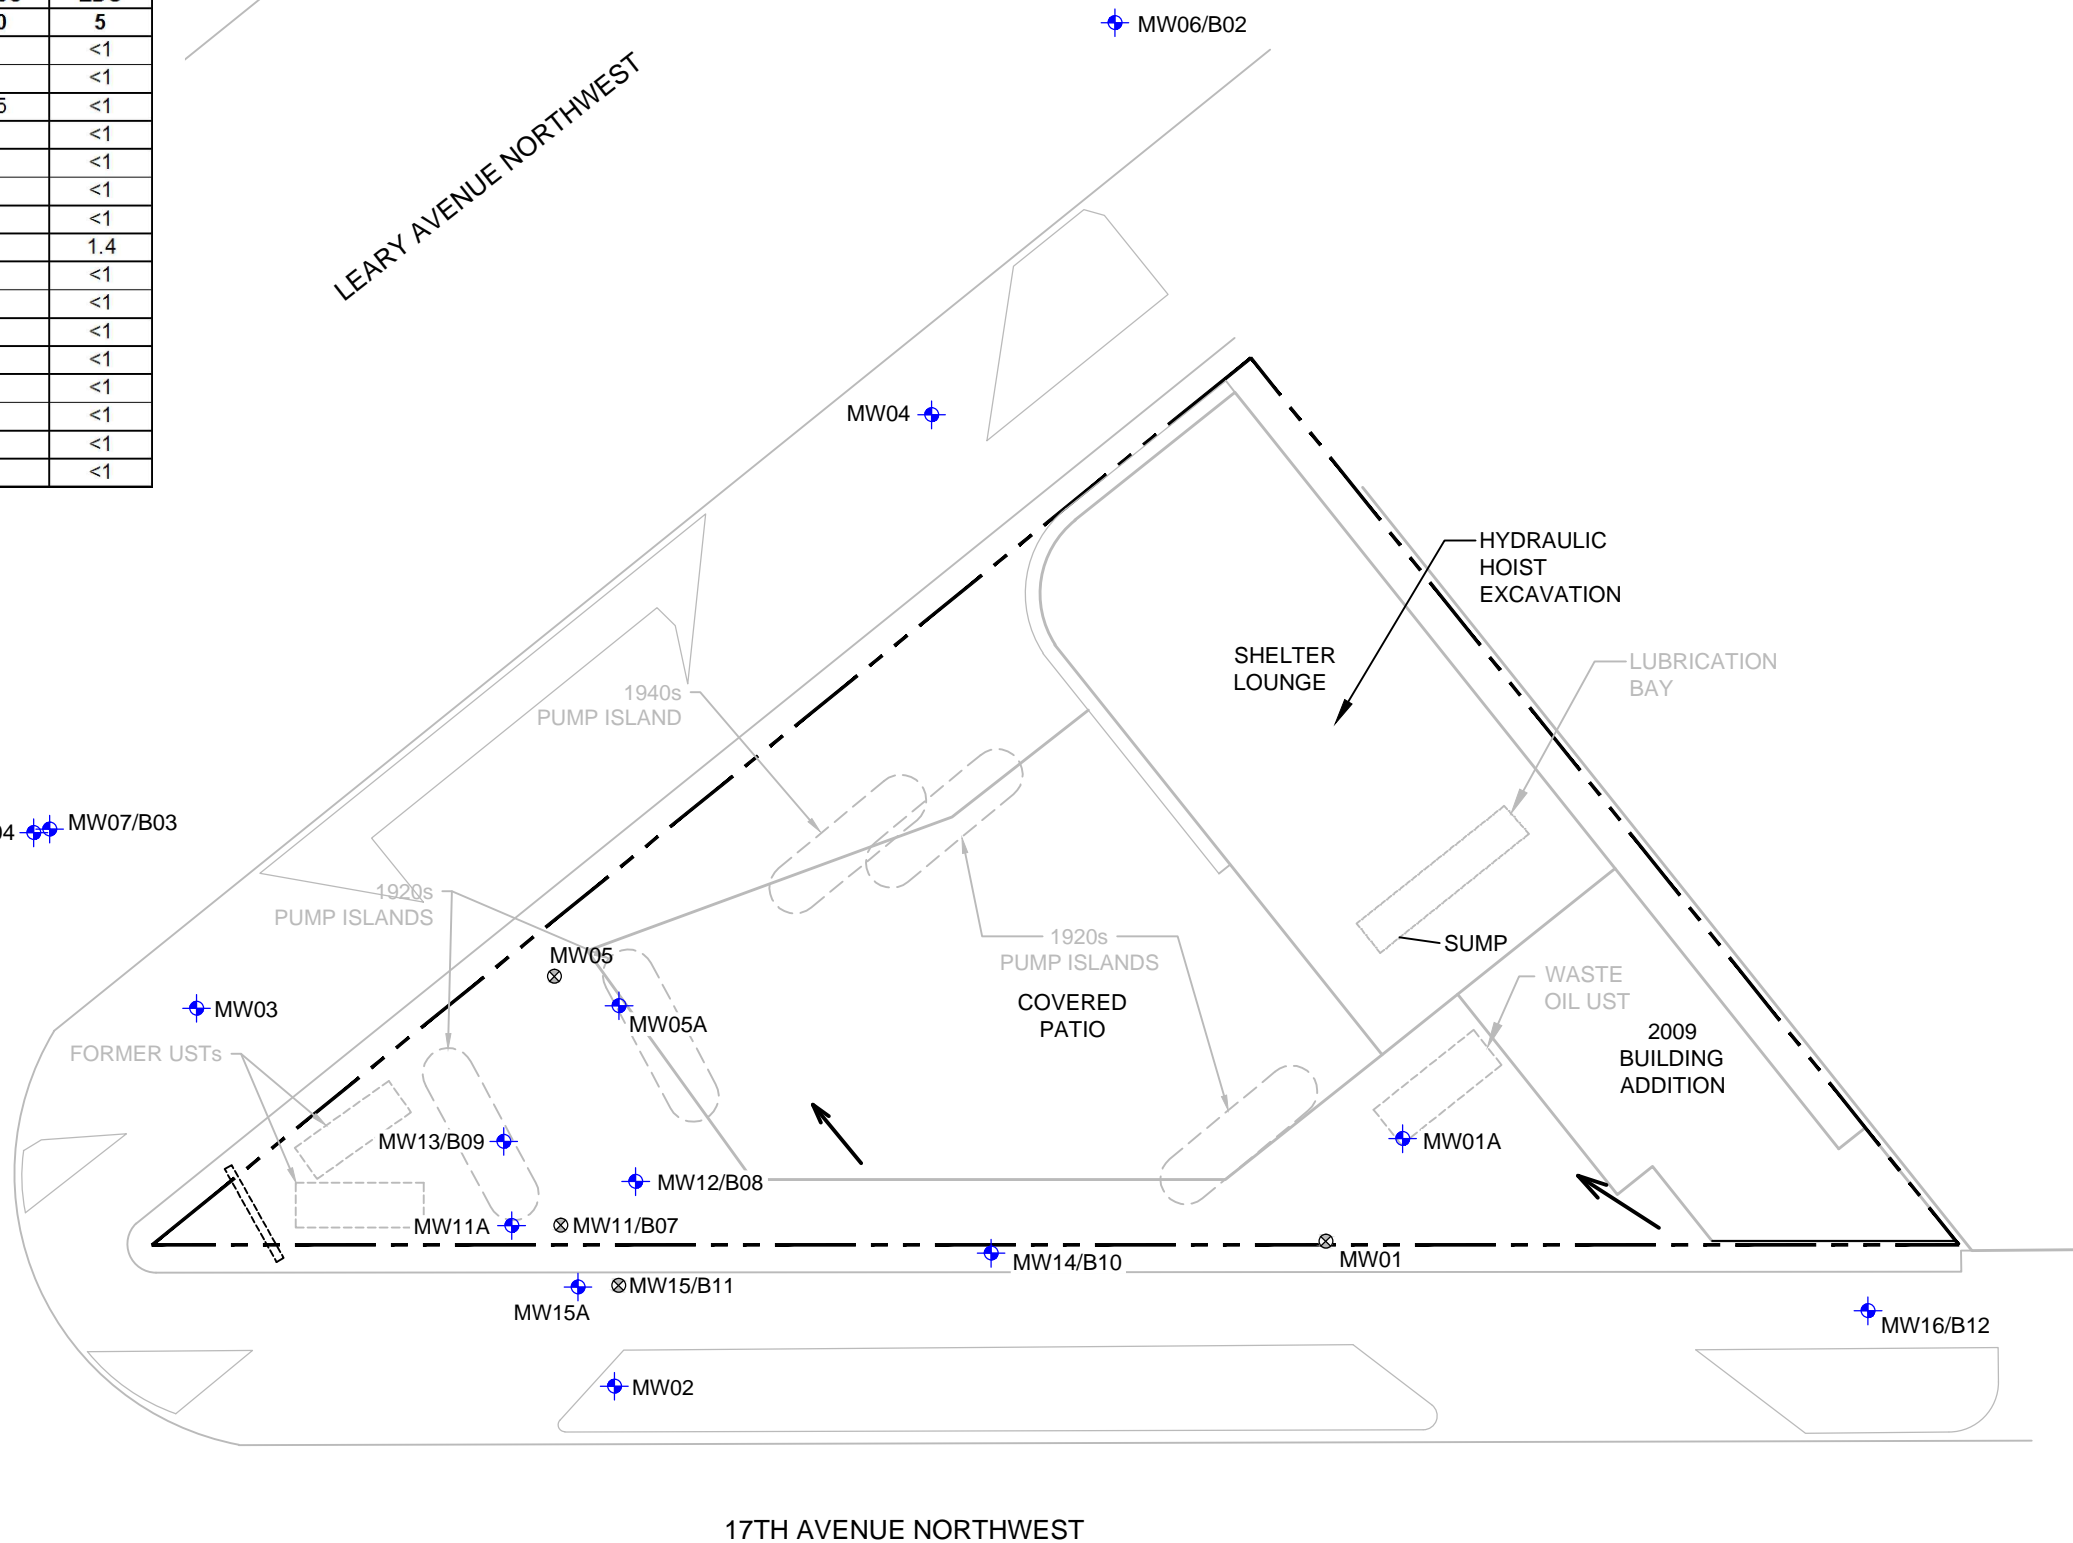 5
<1
<1
<1
<1
<1
<1
<1
1.4
<1
<1
<1
<1
<1
<1
<1
<1
MW06/B02
LEARY AVENUE NORTHWEST
MW04
HYDRAULIC
HOIST
EXCAVATION
SHELTER
LOUNGE
LUBRICATION
BAY
1940s
PUMP ISLAND
MW07/B03
1920s
PUMP ISLANDS
MW05
1920s
PUMP ISLANDS
SUMP
WASTE
OIL UST
COVERED
PATIO
MW03
MW05A
2009
BUILDING
ADDITION
FORMER USTs
MW13/B09
MW01A
MW12/B08
MW11A
MW11/B07
MW14/B10
MW01
MW15/B11
MW15A
MW16/B12
MW02
17TH AVENUE NORTHWEST